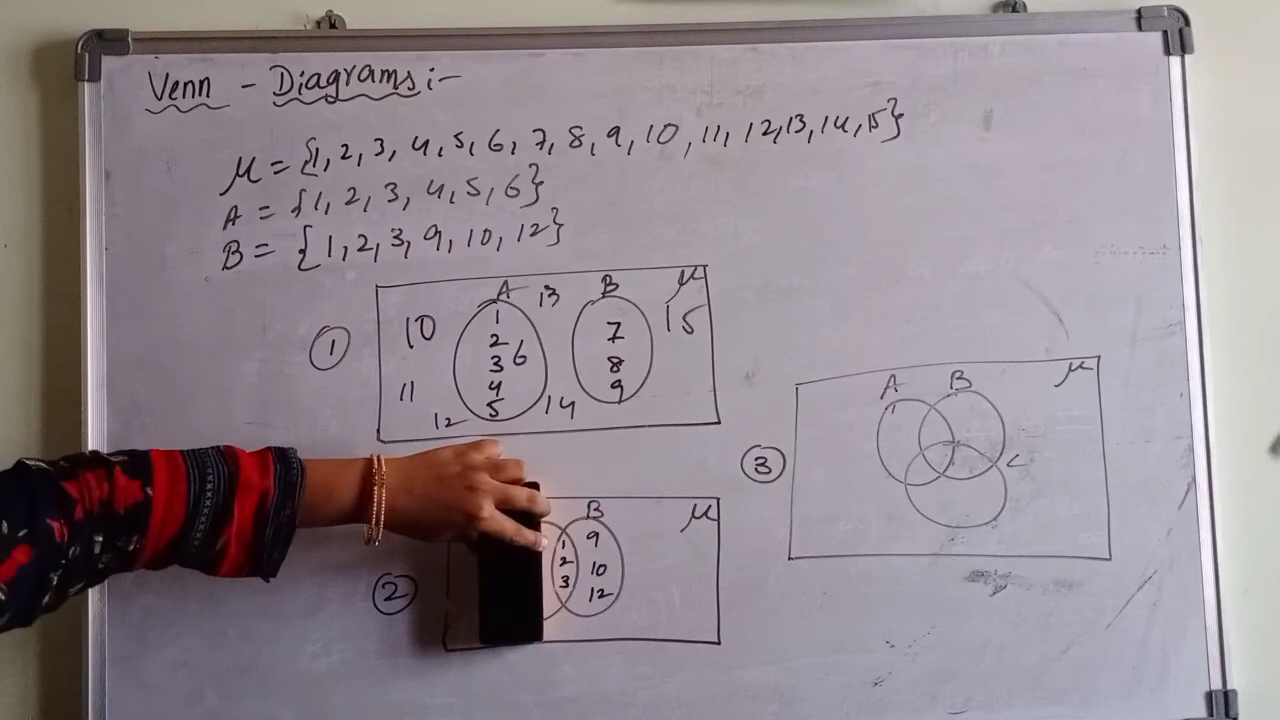 Venn - Diagrams :-
μ = {1, 2, 3, 4, 5, 6, 7, 8, 9, 10, 11, 12, 13, 14, 15}
A = {1, 2, 3, 4, 5, 6}
B = {1, 2, 3, 9, 10, 12}
①
A B μ
10 13 15
1
2
3 6
4
5
7
8
9
11
12 14
②
B μ
1 9
2 10
3 12
③
A B μ
C